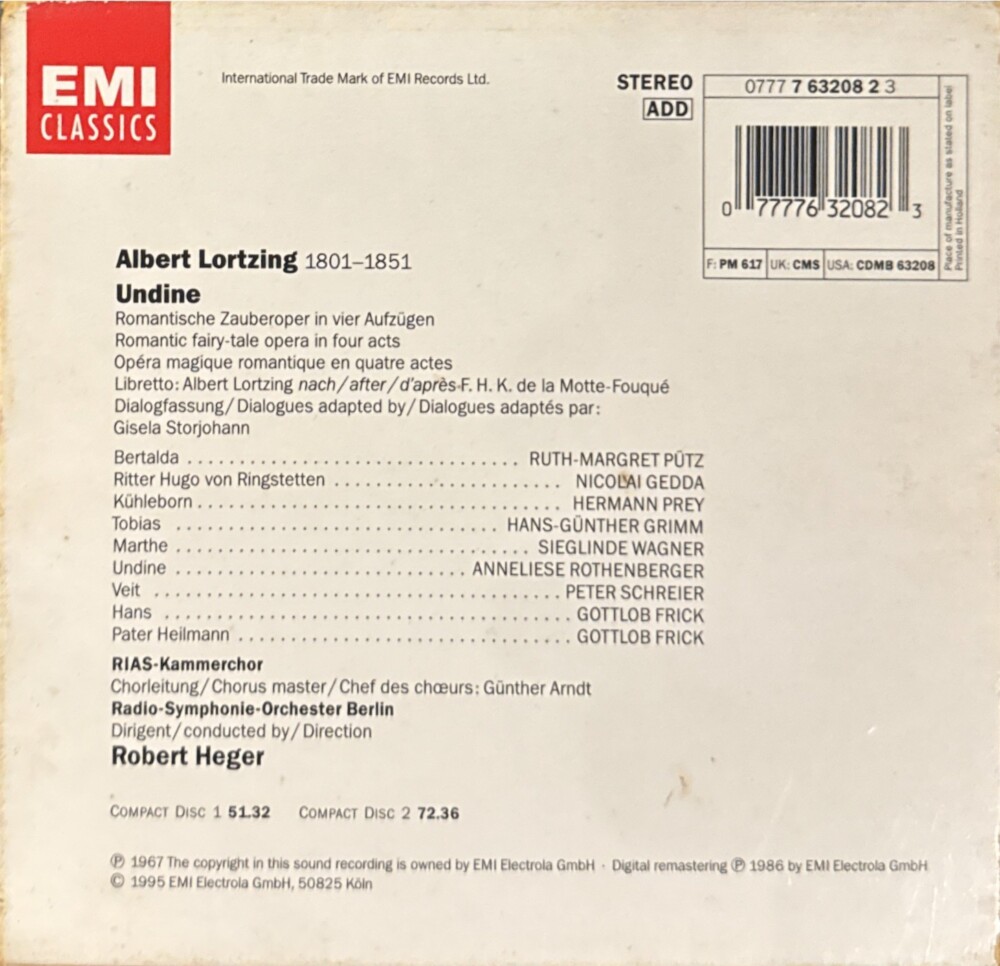 EMI
CLASSICS
International Trade Mark of EMI Records Ltd.
STEREO
ADD
0777 7 63208 2 3
0 77776 32082 3
F: PM 617 UK: CMS USA: CDMB 63208
Place of manufacture as stated on label
Printed in Holland
Albert Lortzing 1801–1851
Undine
Romantische Zauberoper in vier Aufzügen
Romantic fairy-tale opera in four acts
Opéra magique romantique en quatre actes
Libretto: Albert Lortzing nach/after/d'après F. H. K. de la Motte-Fouqué
Dialogfassung/Dialogues adapted by/Dialogues adaptés par:
Gisela Storjohann
Bertalda . . . . . . . . . . . . . . . . . . . . . . . . . . . . . . . . RUTH-MARGRET PÜTZ
Ritter Hugo von Ringstetten . . . . . . . . . . . . . . . . . . . . . . NICOLAI GEDDA
Kühleborn . . . . . . . . . . . . . . . . . . . . . . . . . . . . . . . . . . . HERMANN PREY
Tobias . . . . . . . . . . . . . . . . . . . . . . . . . . . . . . . HANS-GÜNTHER GRIMM
Marthe . . . . . . . . . . . . . . . . . . . . . . . . . . . . . . . . . . SIEGLINDE WAGNER
Undine . . . . . . . . . . . . . . . . . . . . . . . . . . . . ANNELIESE ROTHENBERGER
Veit . . . . . . . . . . . . . . . . . . . . . . . . . . . . . . . . . . . . . . . PETER SCHREIER
Hans . . . . . . . . . . . . . . . . . . . . . . . . . . . . . . . . . . . . . . . GOTTLOB FRICK
Pater Heilmann . . . . . . . . . . . . . . . . . . . . . . . . . . . . . . . . GOTTLOB FRICK
RIAS-Kammerchor
Chorleitung/Chorus master/Chef des chœurs: Günther Arndt
Radio-Symphonie-Orchester Berlin
Dirigent/conducted by/Direction
Robert Heger
COMPACT DISC 1 51.32 COMPACT DISC 2 72.36
℗ 1967 The copyright in this sound recording is owned by EMI Electrola GmbH · Digital remastering ℗ 1986 by EMI Electrola GmbH
© 1995 EMI Electrola GmbH, 50825 Köln